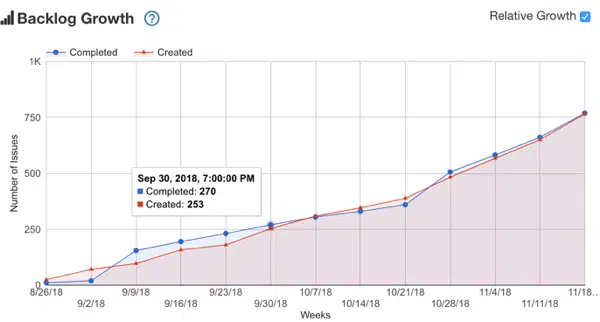 Backlog Growth ?
Relative Growth
Completed Created
1K
750
500
250
0
Number of Issues
Sep 30, 2018, 7:00:00 PM
Completed: 270
Created: 253
8/26/18 9/9/18 9/23/18 10/7/18 10/21/18 11/4/18 11/18...
9/2/18 9/16/18 9/30/18 10/14/18 10/28/18 11/11/18
Weeks